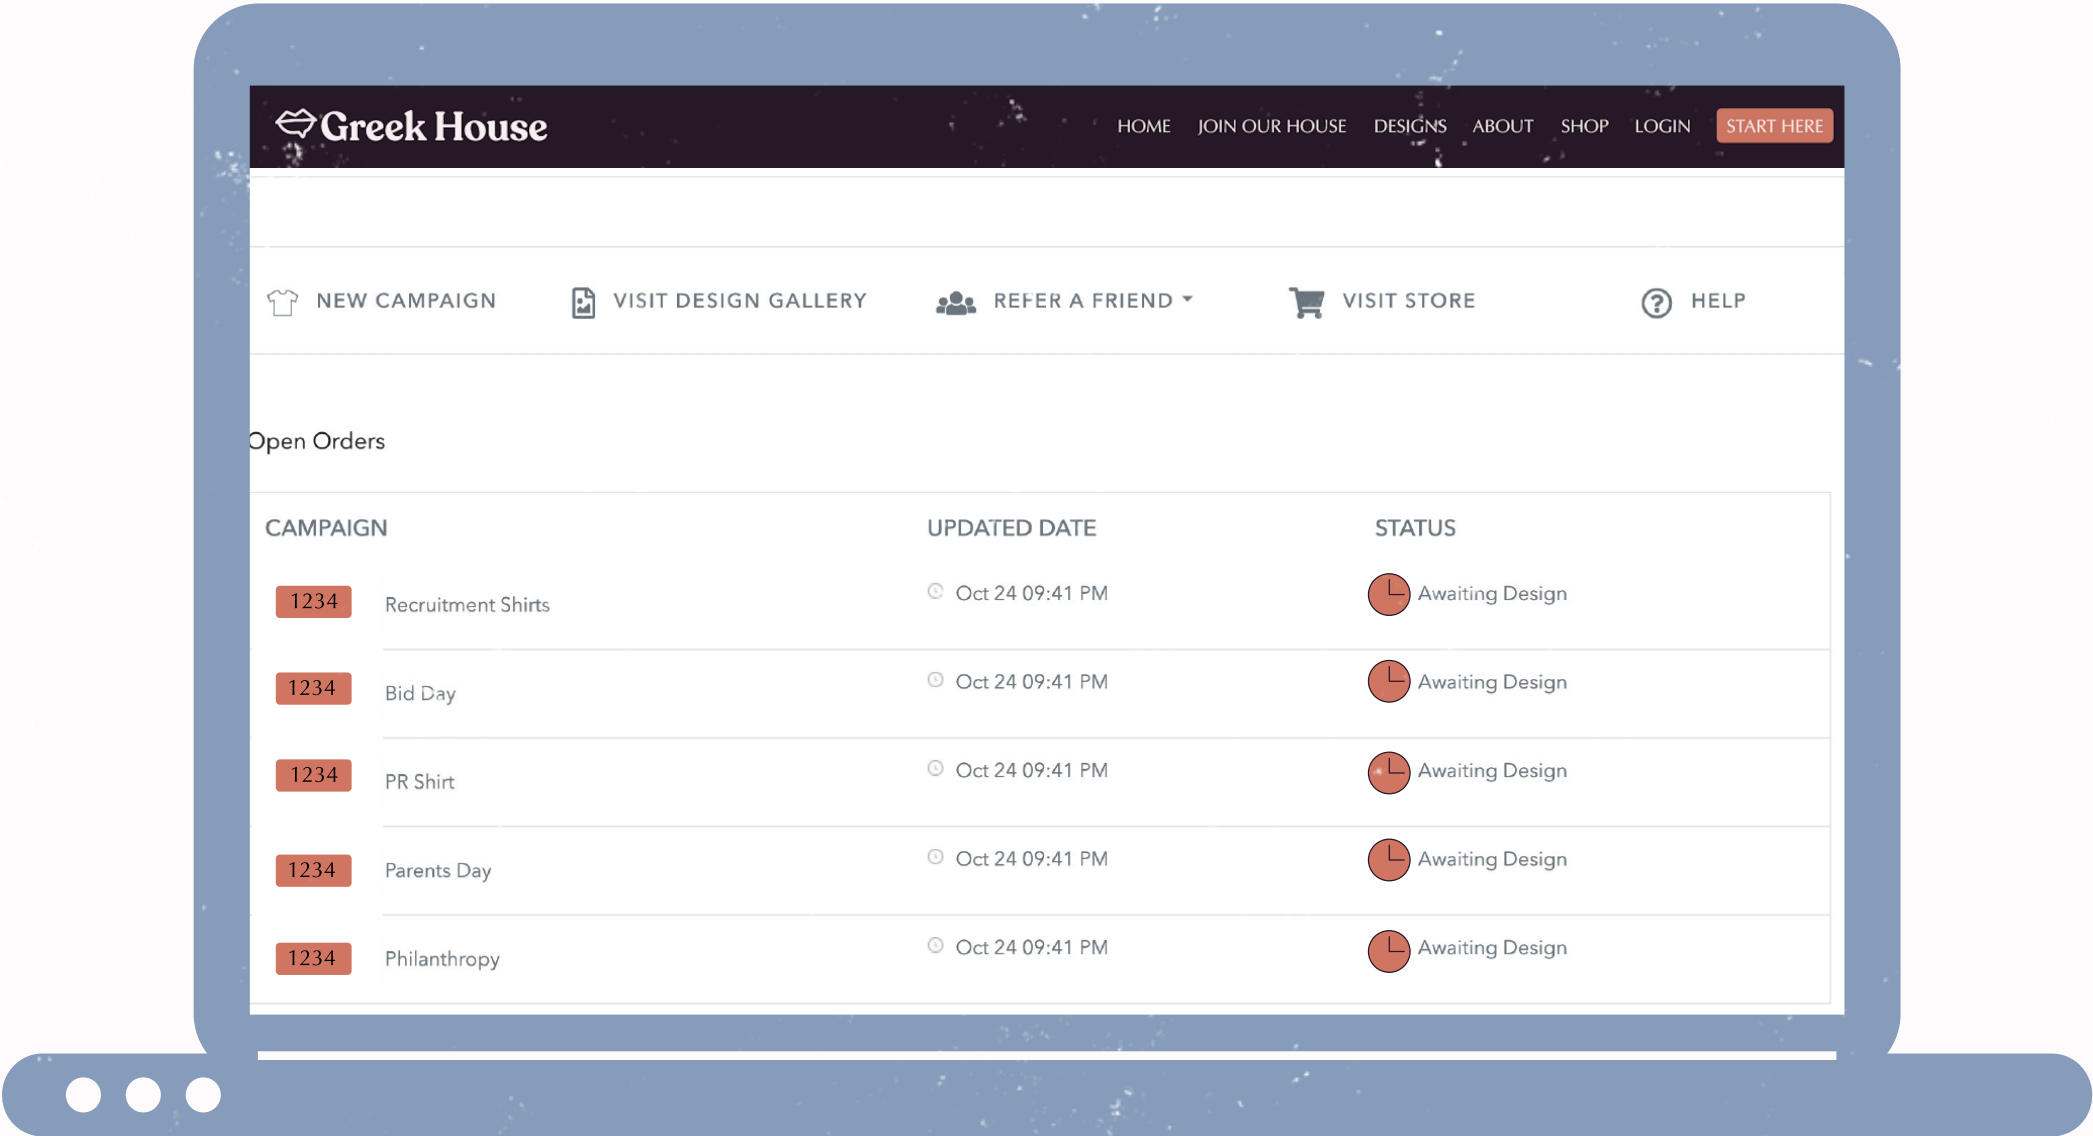 Greek House
HOME JOIN OUR HOUSE DESIGNS ABOUT SHOP LOGIN START HERE
NEW CAMPAIGN VISIT DESIGN GALLERY REFER A FRIEND VISIT STORE HELP
Open Orders
CAMPAIGN UPDATED DATE STATUS
1234 Recruitment Shirts Oct 24 09:41 PM Awaiting Design
1234 Bid Day Oct 24 09:41 PM Awaiting Design
1234 PR Shirt Oct 24 09:41 PM Awaiting Design
1234 Parents Day Oct 24 09:41 PM Awaiting Design
1234 Philanthropy Oct 24 09:41 PM Awaiting Design